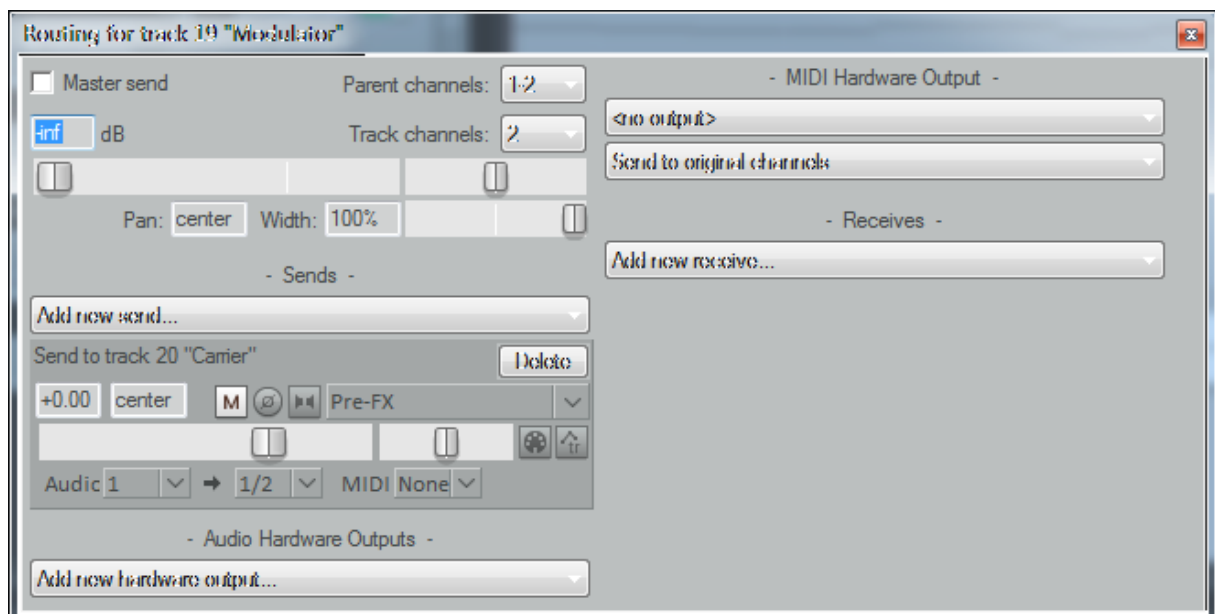 Routing for track 19 "Modulator"
Master send
Parent channels: 1-2
-inf dB
Track channels: 2
Pan: center Width: 100%
- Sends -
Add new send...
Send to track 20 "Carrier"
Delete
+0.00 center M Ø Pre-FX
tr
Audic 1 → 1/2 MIDI None
- Audio Hardware Outputs -
Add new hardware output...
- MIDI Hardware Output -
<no output>
Send to original channels
- Receives -
Add new receive...